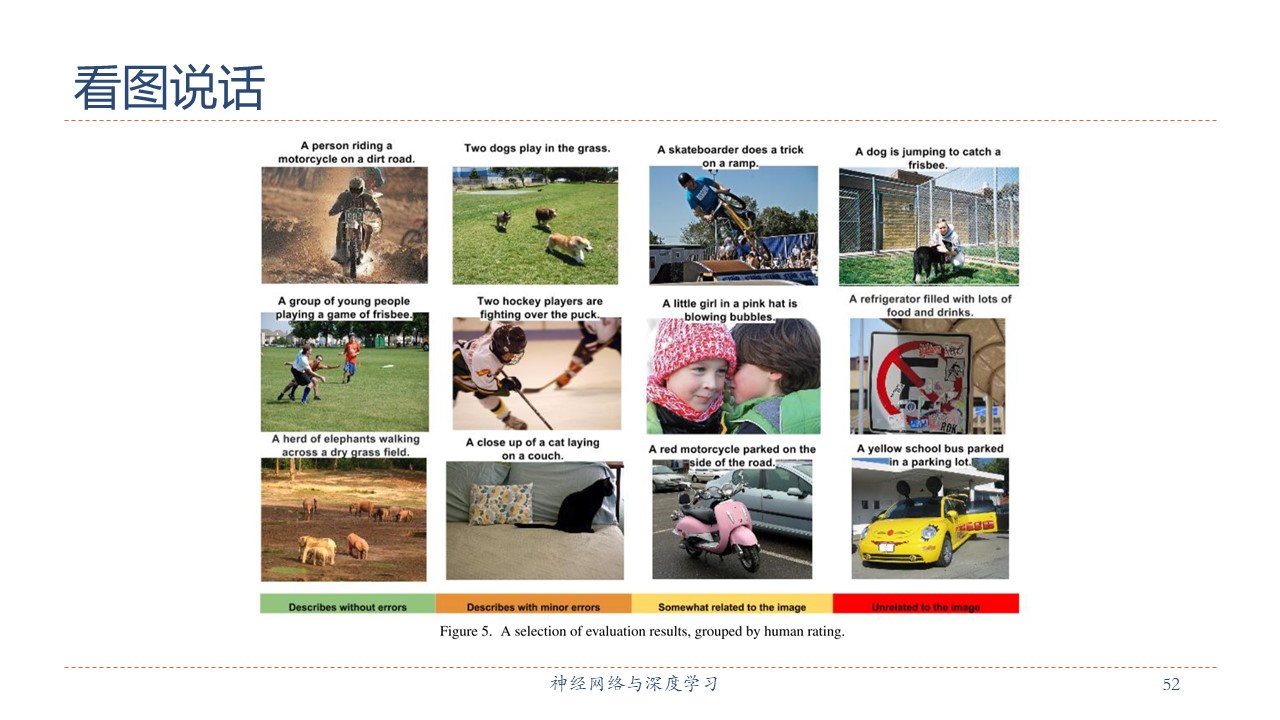 看图说话
A person riding a
motorcycle on a dirt road.
Two dogs play in the grass.
A skateboarder does a trick
on a ramp.
A dog is jumping to catch a
frisbee.
A group of young people
playing a game of frisbee.
Two hockey players are
fighting over the puck.
A little girl in a pink hat is
blowing bubbles.
A refrigerator filled with lots of
food and drinks.
A herd of elephants walking
across a dry grass field.
A close up of a cat laying
on a couch.
A red motorcycle parked on the
side of the road.
A yellow school bus parked
in a parking lot.
Describes without errors
Describes with minor errors
Somewhat related to the image
Unrelated to the image
Figure 5. A selection of evaluation results, grouped by human rating.
神经网络与深度学习
52